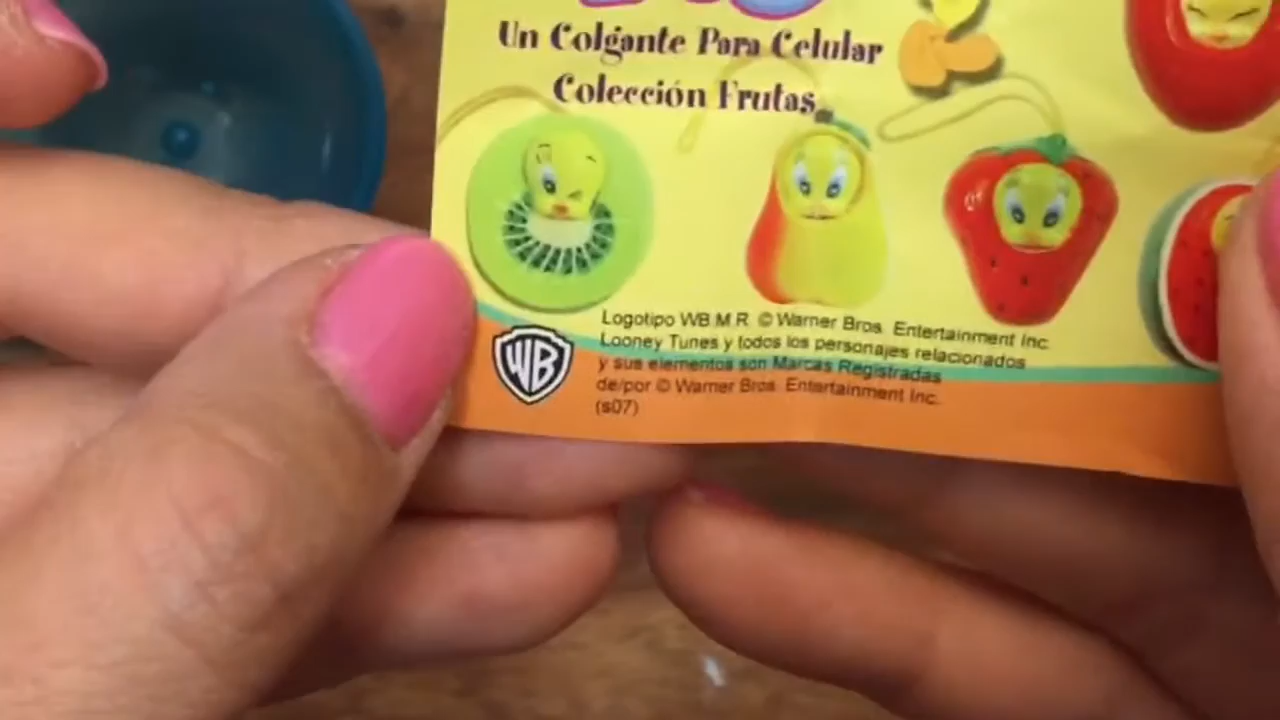 Un Colgante Para Celular
Colección Frutas
WB
Logotipo WB M.R. © Warner Bros. Entertainment Inc.
Looney Tunes y todos los personajes relacionados
y sus elementos son Marcas Registradas
de/por © Warner Bros. Entertainment Inc.
(s07)